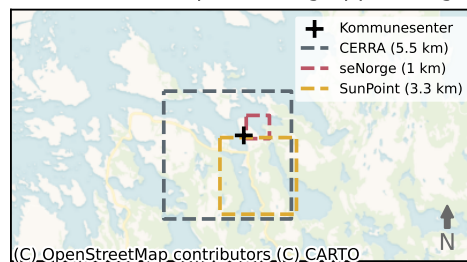 Kommunesenter
CERRA (5.5 km)
seNorge (1 km)
SunPoint (3.3 km)
N
(C) OpenStreetMap contributors (C) CARTO